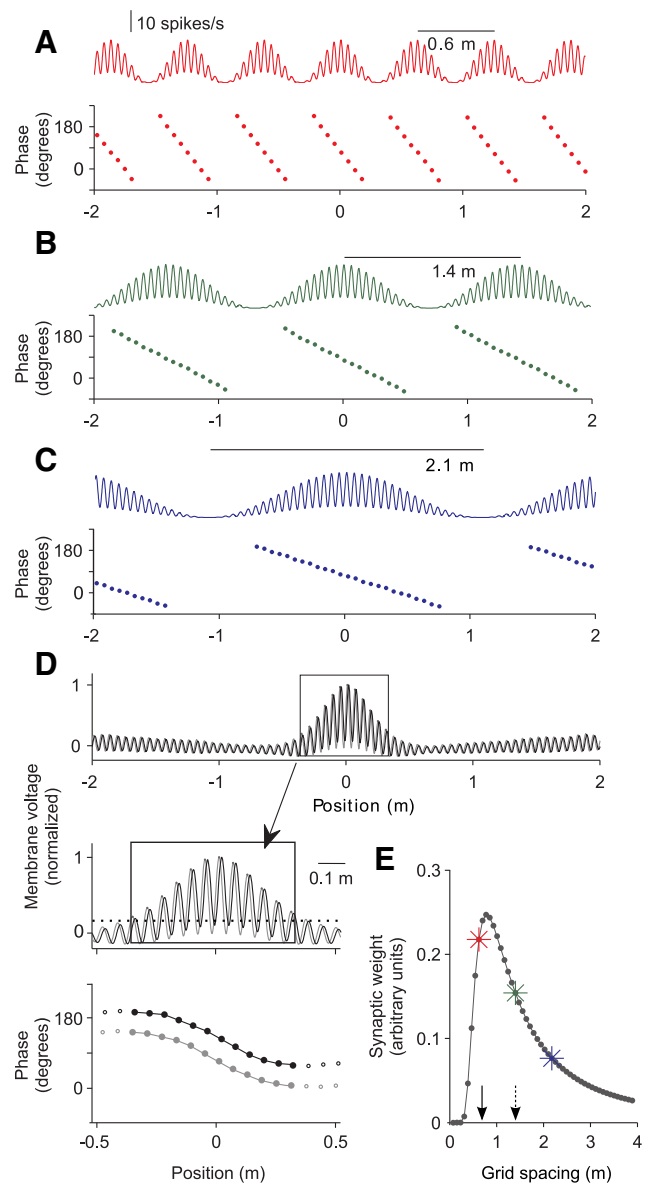 A
10 spikes/s
0.6 m
Phase
(degrees)
180
0
-2 -1 0 1 2
B
1.4 m
Phase
(degrees)
180
0
-2 -1 0 1 2
C
2.1 m
Phase
(degrees)
180
0
-2 -1 0 1 2
D
1
0
-2 -1 0 1 2
Position (m)
Membrane voltage
(normalized)
1
0
0.1 m
Phase
(degrees)
180
0
-0.5 0 0.5
Position (m)
E
Synaptic weight
(arbitrary units)
0.3
0.2
0.1
0
0 1 2 3 4
Grid spacing (m)